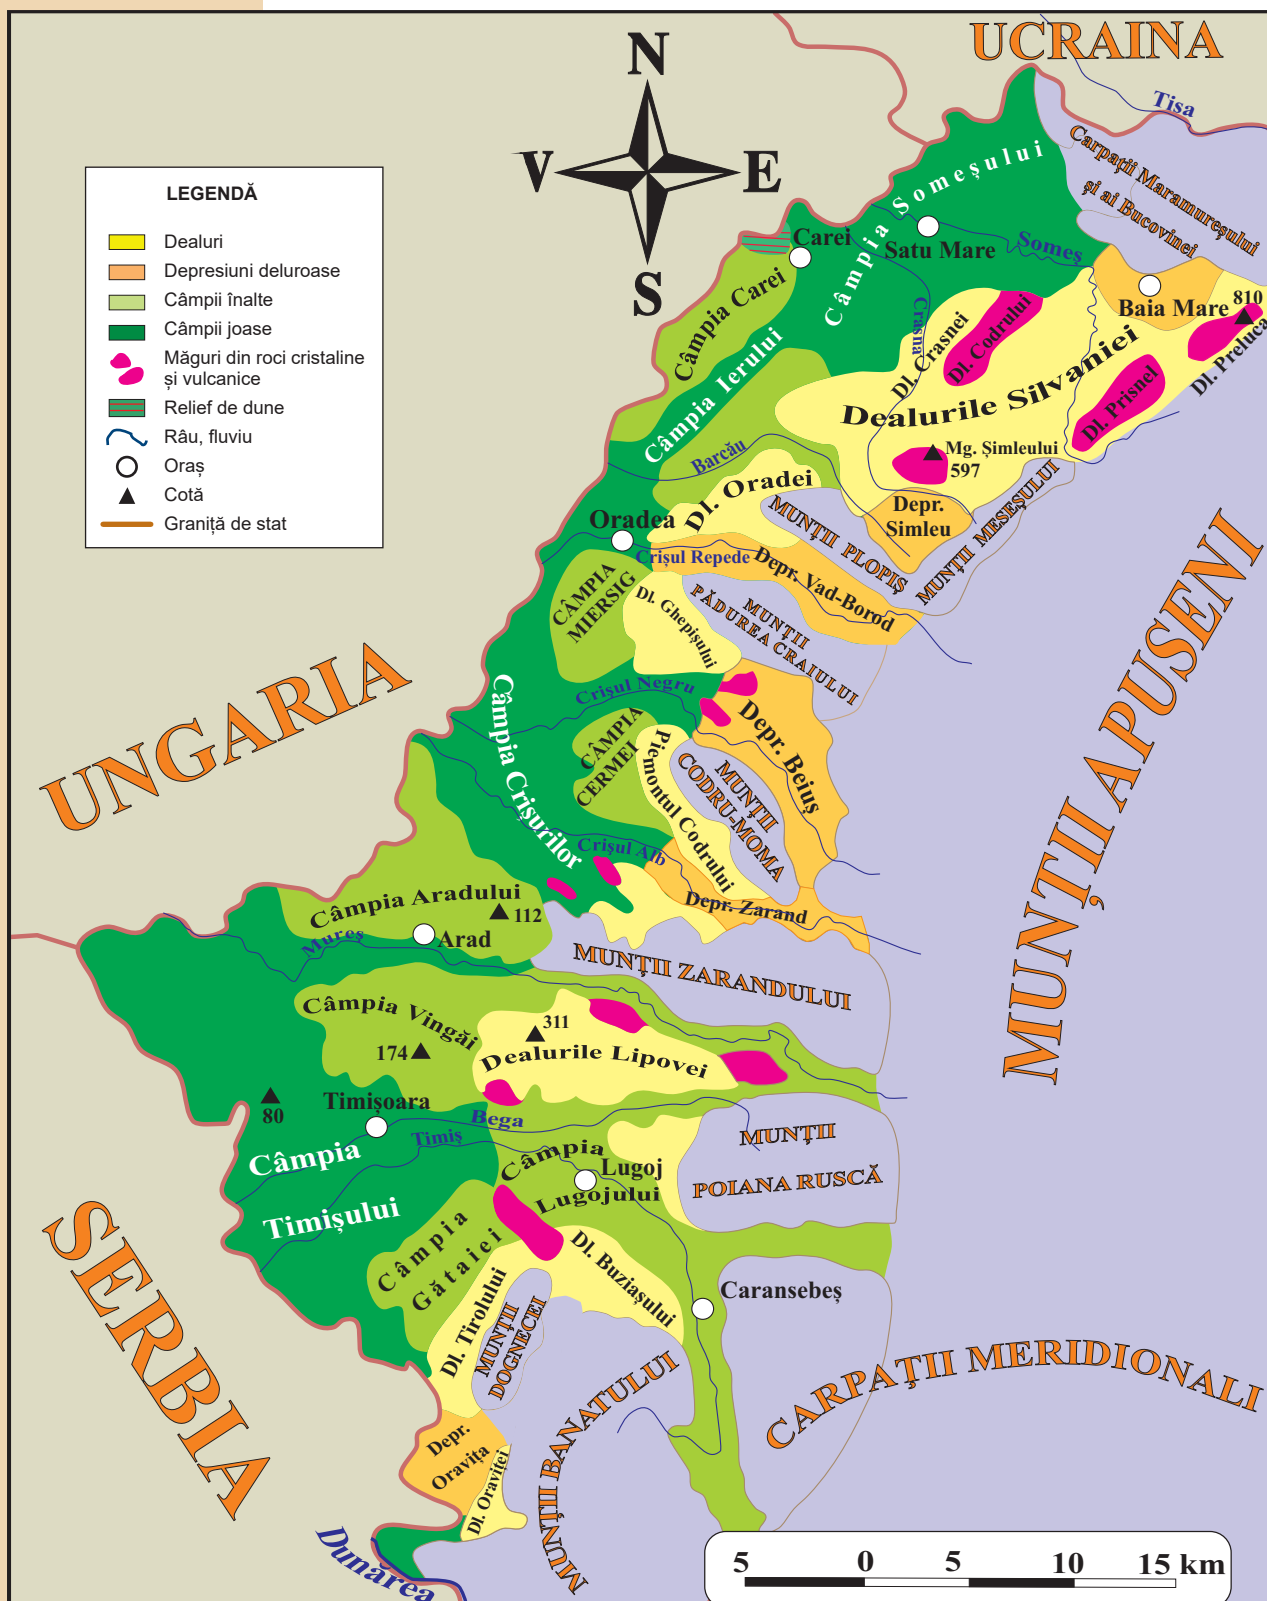 UCRAINA
Tisa
N
V
E
S
Carpații Maramureșului
și ai Bucovinei
LEGENDĂ
Dealuri
Depresiuni deluroase
Câmpii înalte
Câmpii joase
Măguri din roci cristaline
și vulcanice
Relief de dune
Râu, fluviu
Oraș
Cotă
Graniță de stat
Câmpia Someșului
Carei
Satu Mare
Someș
Câmpia Carei
Crasna
Baia Mare
810
Dl. Crasnei
Dl. Codrului
Dl. Preluca
Câmpia Ierului
Dealurile Silvaniei
Dl. Prisnel
Mg. Șimleului
597
Barcău
Dl. Oradei
Depr.
Simleu
MUNȚII PLOPIȘ
MUNȚII MESEȘULUI
Oradea
Crișul Repede
Depr. Vad-Borod
CÂMPIA
MIERSIG
Dl. Ghepișului
MUNȚII
PĂDUREA CRAIULUI
UNGARIA
MUNȚII APUSENI
Crișul Negru
Câmpia Crișurilor
CÂMPIA
CERMEI
Piemontul Codrului
MUNȚII
CODRU-MOMA
Depr. Beiuș
Crișul Alb
Depr. Zarand
Câmpia Aradului
112
Mureș
Arad
MUNȚII ZARANDULUI
Câmpia Vingăi
174
311
Dealurile Lipovei
80
Timișoara
Bega
Timiș
Câmpia
Timișului
Câmpia
Lugoj
Lugojului
MUNȚII
POIANA RUSCĂ
SERBIA
Câmpia
Gătaiei
Dl. Buziașului
Dl. Tirolului
MUNȚII
DOGNECEI
Caransebeș
CARPAȚII MERIDIONALI
MUNȚII BANATULUI
Depr.
Oravița
Dl. Oraviței
Dunărea
5 0 5 10 15 km